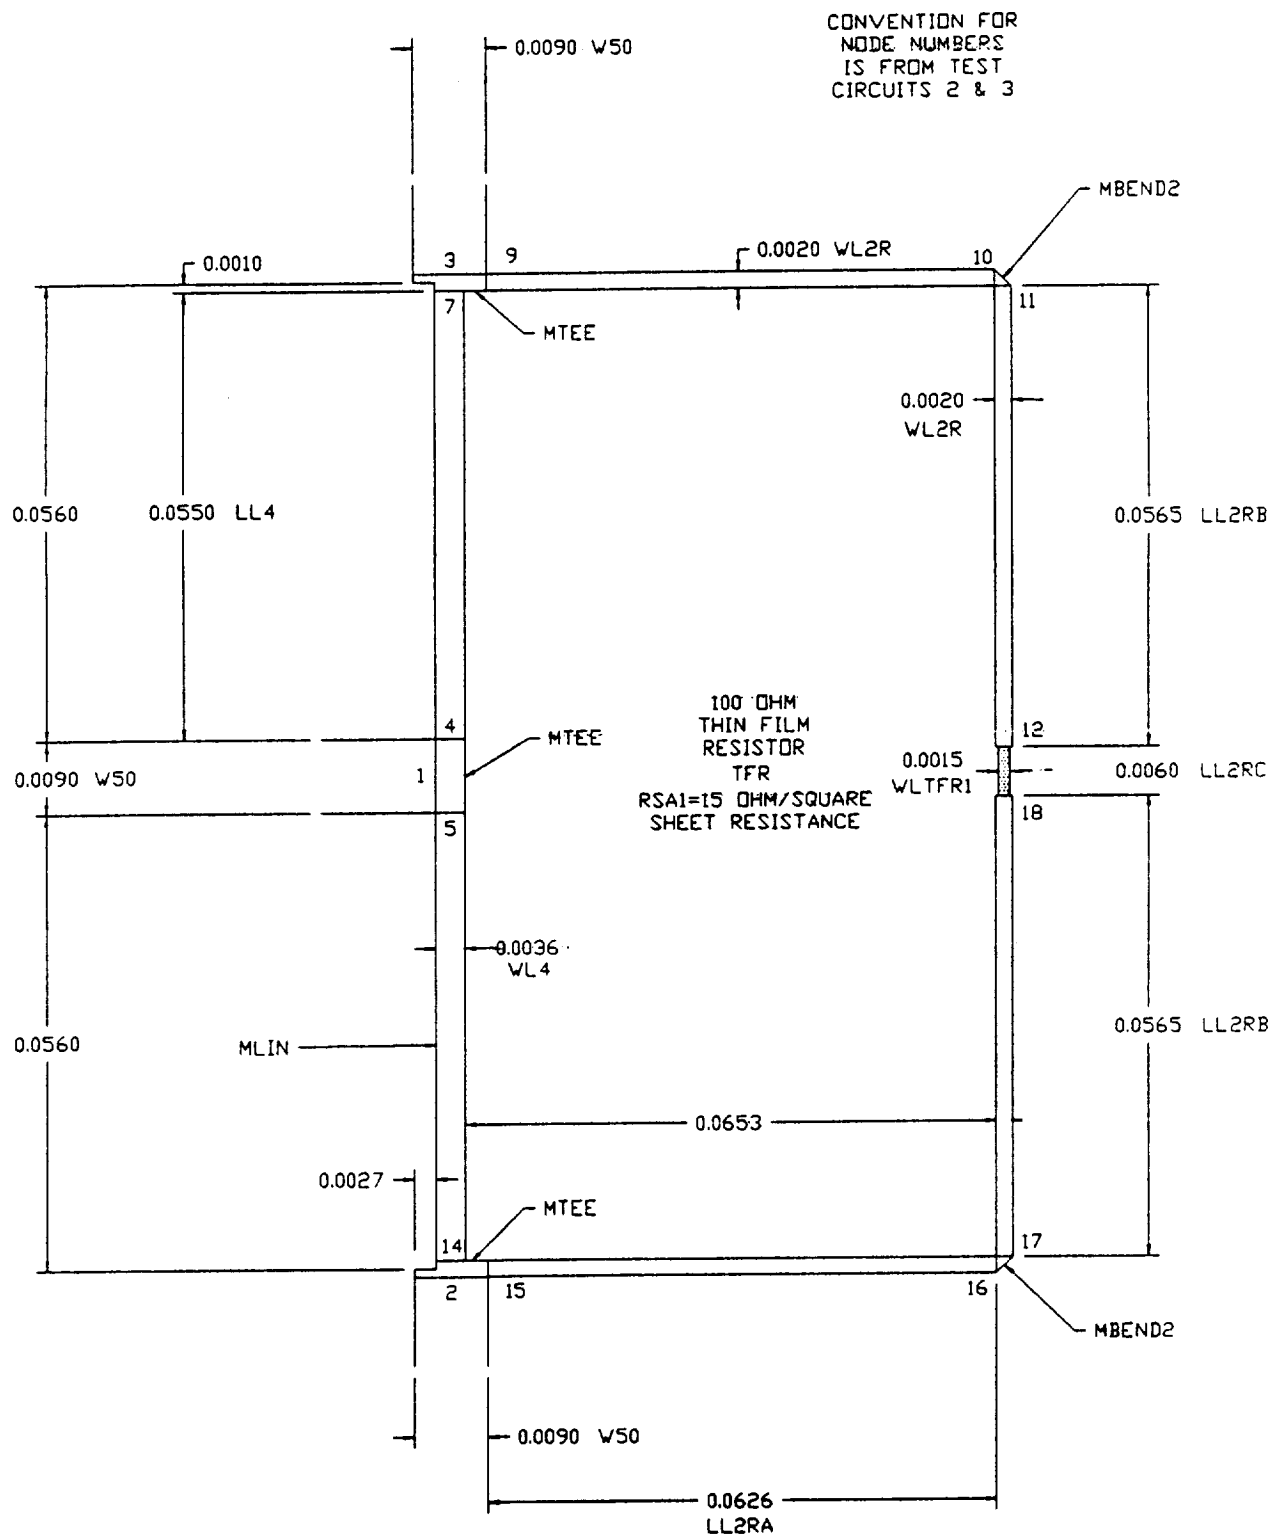 CONVENTION FOR
NODE NUMBERS
IS FROM TEST
CIRCUITS 2 & 3
0.0090 W50
MBEND2
0.0010
3
9
0.0020 WL2R
10
7
11
MTEE
0.0020
WL2R
0.0560
0.0550 LL4
0.0565 LL2RB
4
MTEE
12
100 OHM
THIN FILM
RESISTOR
TFR
RSA1=15 OHM/SQUARE
SHEET RESISTANCE
0.0090 W50
1
0.0015
WLTFR1
0.0060 LL2RC
5
18
0.0036
WL4
0.0560
MLIN
0.0565 LL2RB
0.0653
0.0027
MTEE
14
17
2
15
16
MBEND2
0.0090 W50
0.0626
LL2RA